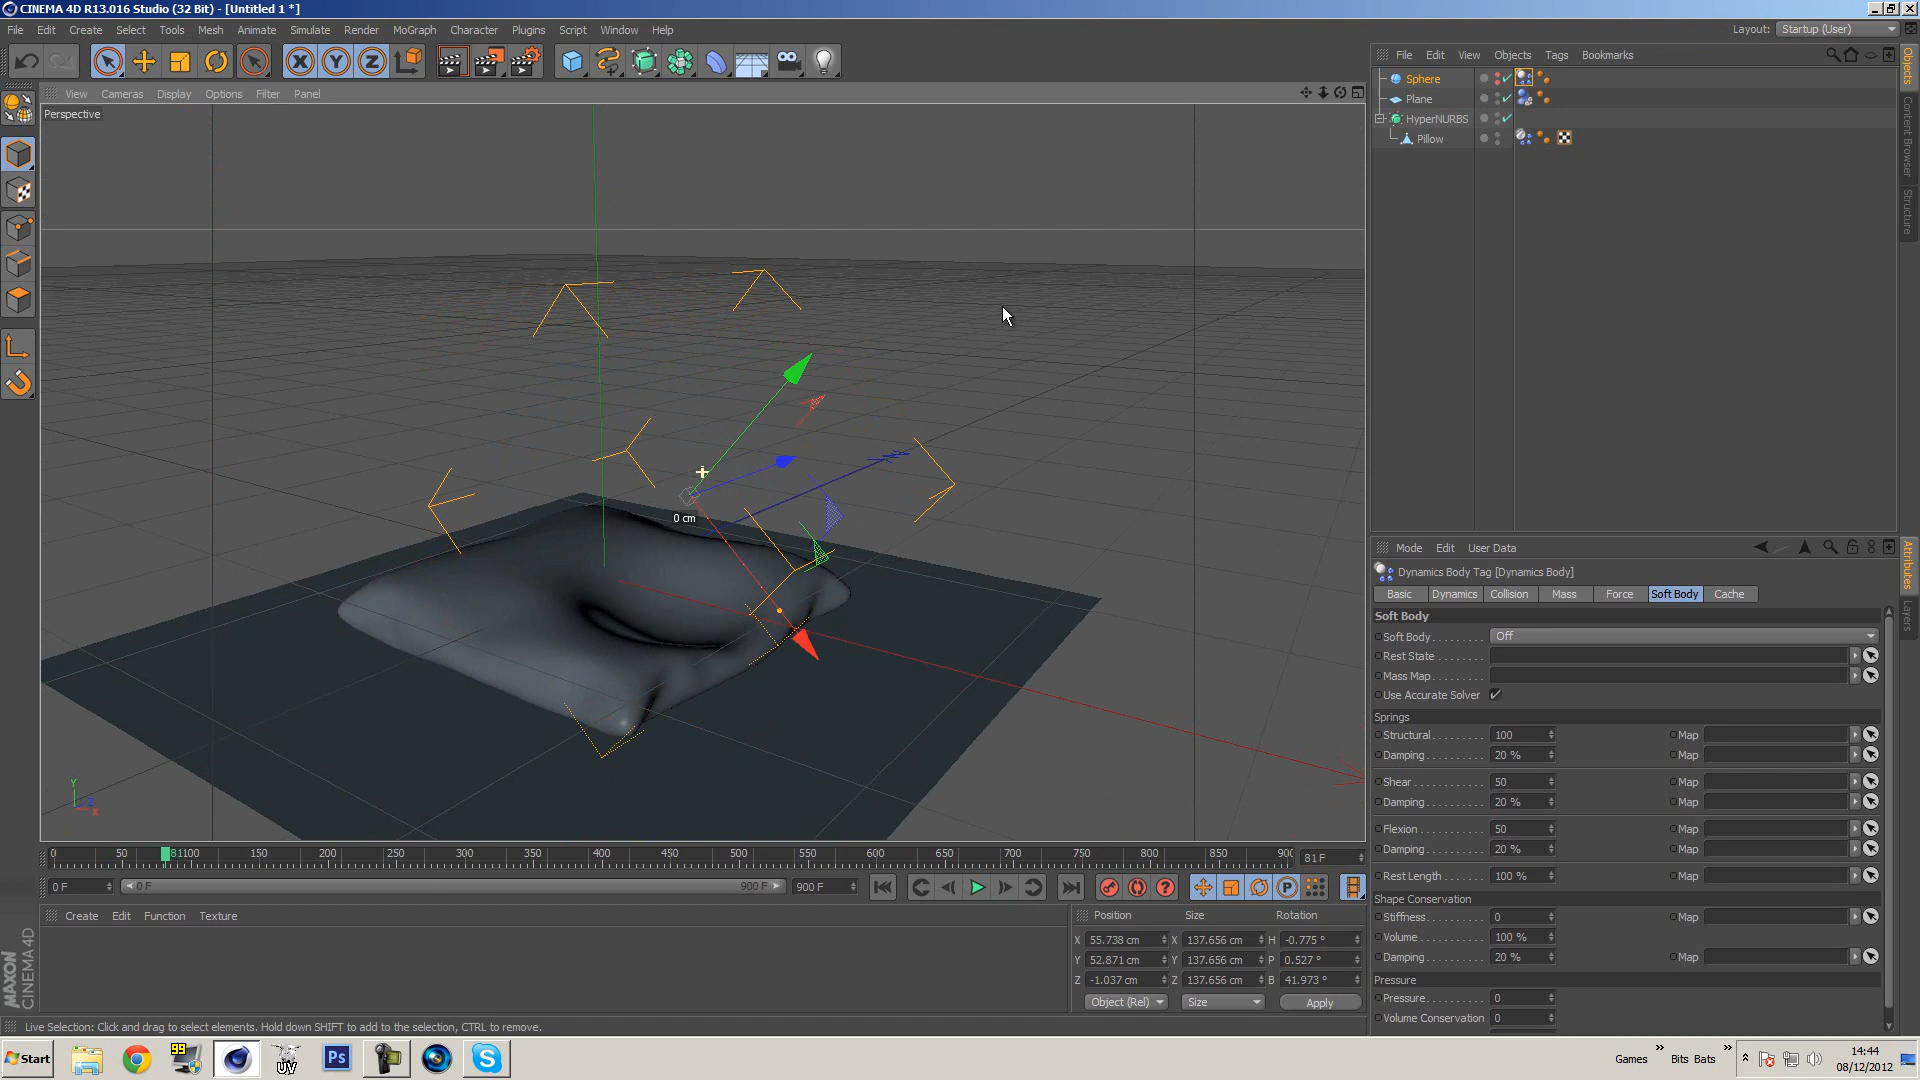 CINEMA 4D R13.016 Studio (32 Bit) - [Untitled 1 *]
File Edit Create Select Tools Mesh Animate Simulate Render MoGraph Character Plugins Script Window Help
Layout: Startup (User)
X Y Z
File Edit View Objects Tags Bookmarks
Sphere
Plane
HyperNURBS
Pillow
Objects
Content Browser
Structure
View Cameras Display Options Filter Panel
Perspective
0 cm
Y
Z
X
Mode Edit User Data
Attributes
Layers
Dynamics Body Tag [Dynamics Body]
Basic Dynamics Collision Mass Force Soft Body Cache
Soft Body
Soft Body . . . . . . . . Off
Rest State . . . . . . . .
Mass Map. . . . . . . . .
Use Accurate Solver
Springs
Structural. . . . . . . . . 100 Map
Damping. . . . . . . . . . 20 % Map
Shear . . . . . . . . . . . 50 Map
Damping. . . . . . . . . . 20 % Map
Flexion . . . . . . . . . . 50 Map
Damping. . . . . . . . . . 20 % Map
Rest Length . . . . . . . 100 % Map
Shape Conservation
Stiffness. . . . . . . . . . 0 Map
Volume . . . . . . . . . . 100 %
Damping. . . . . . . . . . 20 % Map
Pressure
Pressure. . . . . . . . . . 0
Volume Conservation 0
0 50 81100 150 200 250 300 350 400 450 500 550 600 650 700 750 800 850 900 81 F
0 F 0 F 900 F 900 F
P
Create Edit Function Texture
Position Size Rotation
X 55.738 cm X 137.656 cm H -0.775 °
Y 52.871 cm Y 137.656 cm P 0.527 °
Z -1.037 cm Z 137.656 cm B 41.973 °
Object (Rel) Size Apply
MAXON
CINEMA 4D
Live Selection: Click and drag to select elements. Hold down SHIFT to add to the selection, CTRL to remove.
Start 99 UV Ps S Games » Bits Bats »
14:44
08/12/2012